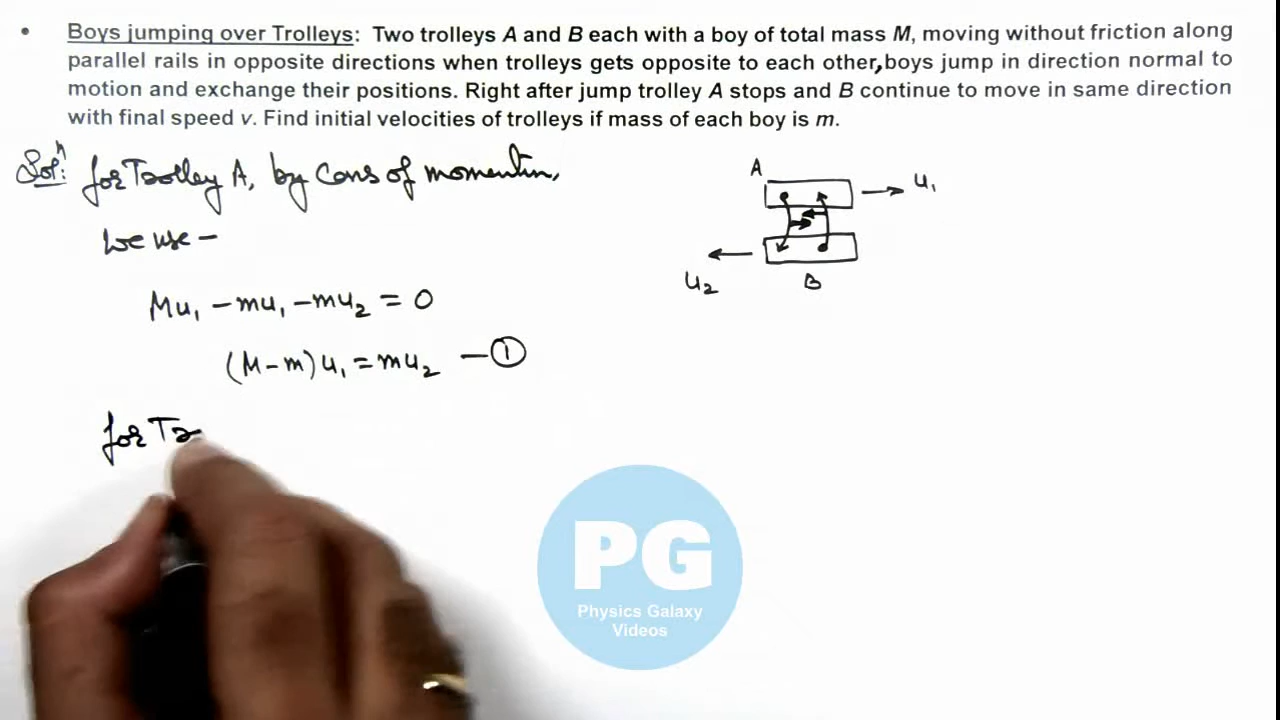 • Boys jumping over Trolleys: Two trolleys A and B each with a boy of total mass M, moving without friction along
parallel rails in opposite directions when trolleys gets opposite to each other, boys jump in direction normal to
motion and exchange their positions. Right after jump trolley A stops and B continue to move in same direction
with final speed v. Find initial velocities of trolleys if mass of each boy is m.
Solⁿ: for Trolley A, by Cons of momentum,
we use –
Mu₁ – mu₁ – mu₂ = 0
(M – m)u₁ = mu₂ — ①
for Tr
A
u₁
u₂
B
PG
Physics Galaxy
Videos